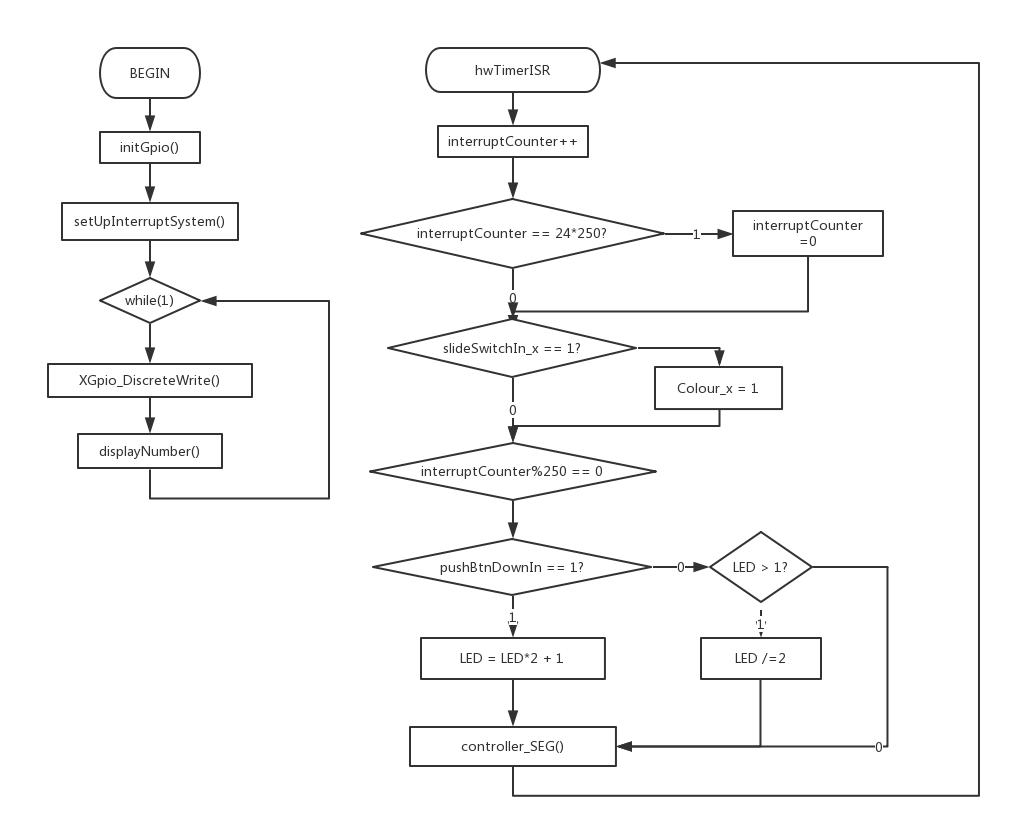 BEGIN
initGpio()
setUpInterruptSystem()
while(1)
XGpio_DiscreteWrite()
displayNumber()
hwTimerISR
interruptCounter++
interruptCounter == 24*250?
1
interruptCounter
=0
0
slideSwitchIn_x == 1?
Colour_x = 1
0
interruptCounter%250 == 0
pushBtnDownIn == 1?
0
LED > 1?
1
1
LED = LED*2 + 1
LED /=2
controller_SEG()
0